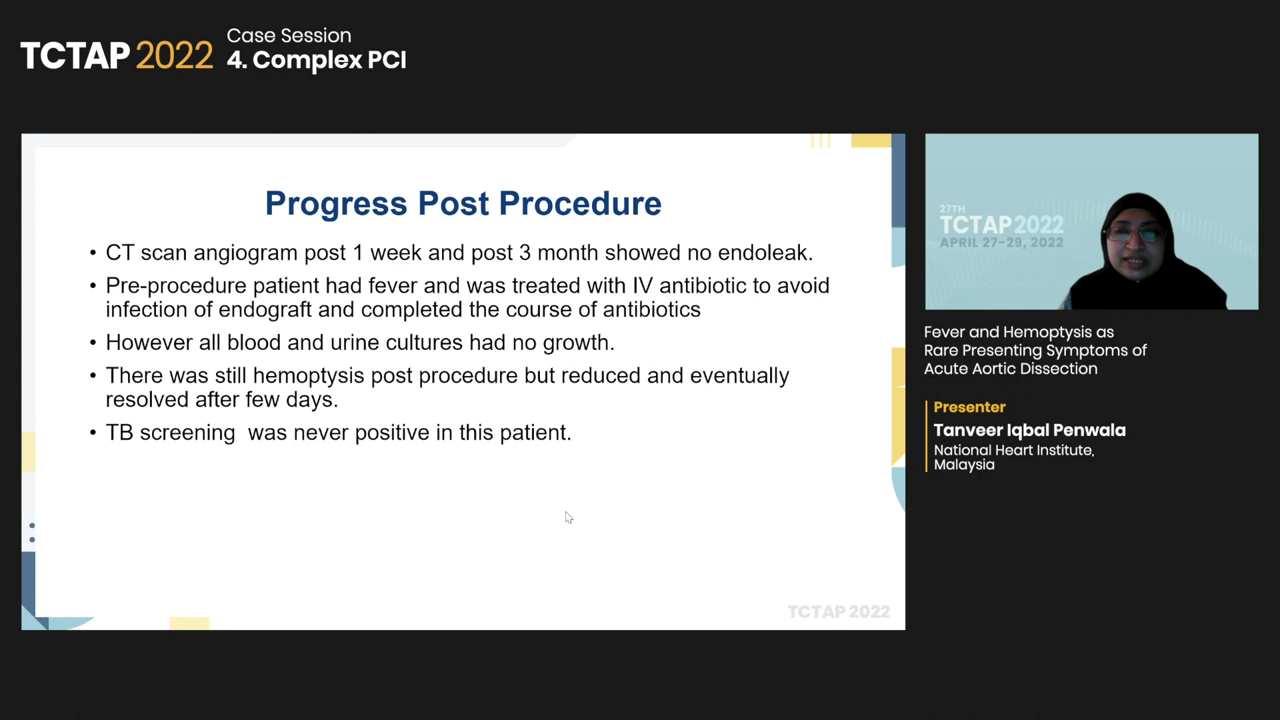 TCTAP 2022
Case Session
4. Complex PCI
Progress Post Procedure
• CT scan angiogram post 1 week and post 3 month showed no endoleak.
• Pre-procedure patient had fever and was treated with IV antibiotic to avoid
infection of endograft and completed the course of antibiotics
• However all blood and urine cultures had no growth.
• There was still hemoptysis post procedure but reduced and eventually
resolved after few days.
• TB screening  was never positive in this patient.
TCTAP 2022
27TH
TCTAP 2022
APRIL 27-29, 2022
Fever and Hemoptysis as
Rare Presenting Symptoms of
Acute Aortic Dissection
Presenter
Tanveer Iqbal Penwala
National Heart Institute,
Malaysia